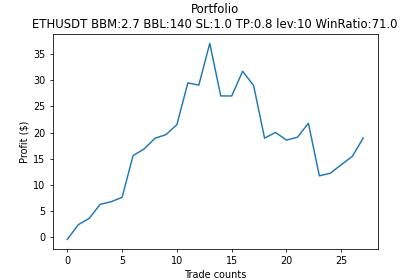 Portfolio
ETHUSDT BBM:2.7 BBL:140 SL:1.0 TP:0.8 lev:10 WinRatio:71.0
35
30
25
20
15
10
5
0
Profit ($)
0 5 10 15 20 25
Trade counts